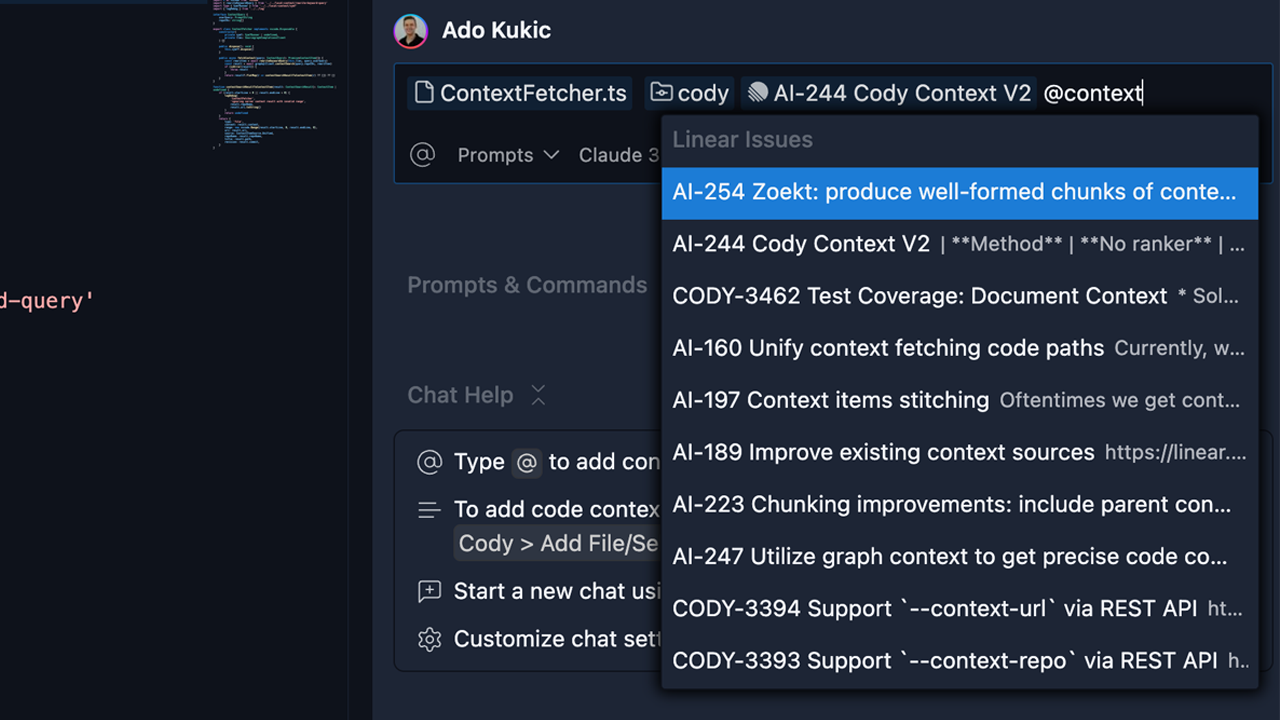 Ado Kukic
ContextFetcher.ts cody AI-244 Cody Context V2 @context
@ Prompts Claude 3
Linear Issues
AI-254 Zoekt: produce well-formed chunks of conte...
AI-244 Cody Context V2 | **Method** | **No ranker** | ...
CODY-3462 Test Coverage: Document Context * Sol...
AI-160 Unify context fetching code paths Currently, w...
AI-197 Context items stitching Oftentimes we get cont...
AI-189 Improve existing context sources https://linear....
AI-223 Chunking improvements: include parent con...
AI-247 Utilize graph context to get precise code co...
CODY-3394 Support `--context-url` via REST API ht...
CODY-3393 Support `--context-repo` via REST API h..
d-query'
Prompts & Commands
Chat Help
@ Type @ to add con
To add code contex
Cody > Add File/Se
Start a new chat usi
Customize chat sett